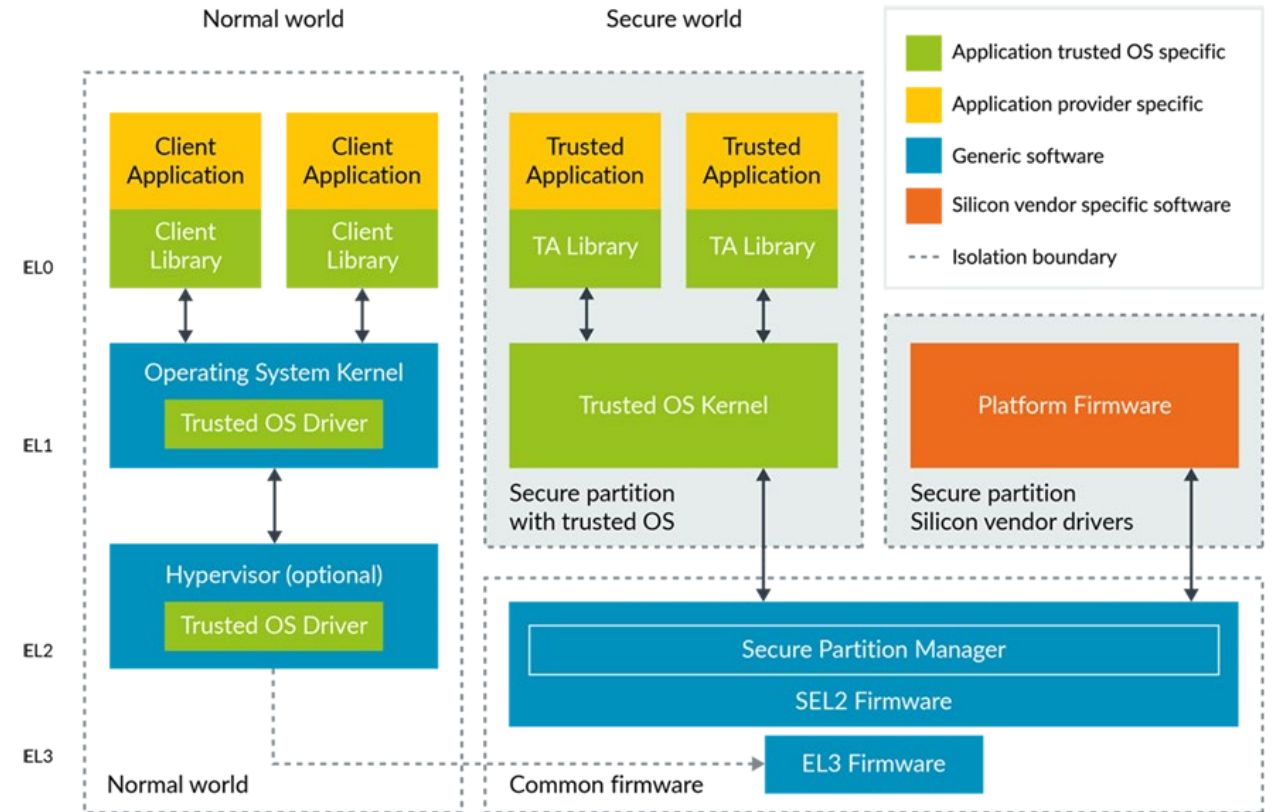 Normal world
Secure world
Application trusted OS specific
Application provider specific
Generic software
Silicon vendor specific software
Isolation boundary
Client
Application
Client
Application
Trusted
Application
Trusted
Application
Client
Library
Client
Library
TA Library
TA Library
EL0
Operating System Kernel
Trusted OS Driver
Trusted OS Kernel
Platform Firmware
EL1
Secure partition
with trusted OS
Secure partition
Silicon vendor drivers
Hypervisor (optional)
Trusted OS Driver
Secure Partition Manager
EL2
SEL2 Firmware
EL3
EL3 Firmware
Normal world
Common firmware